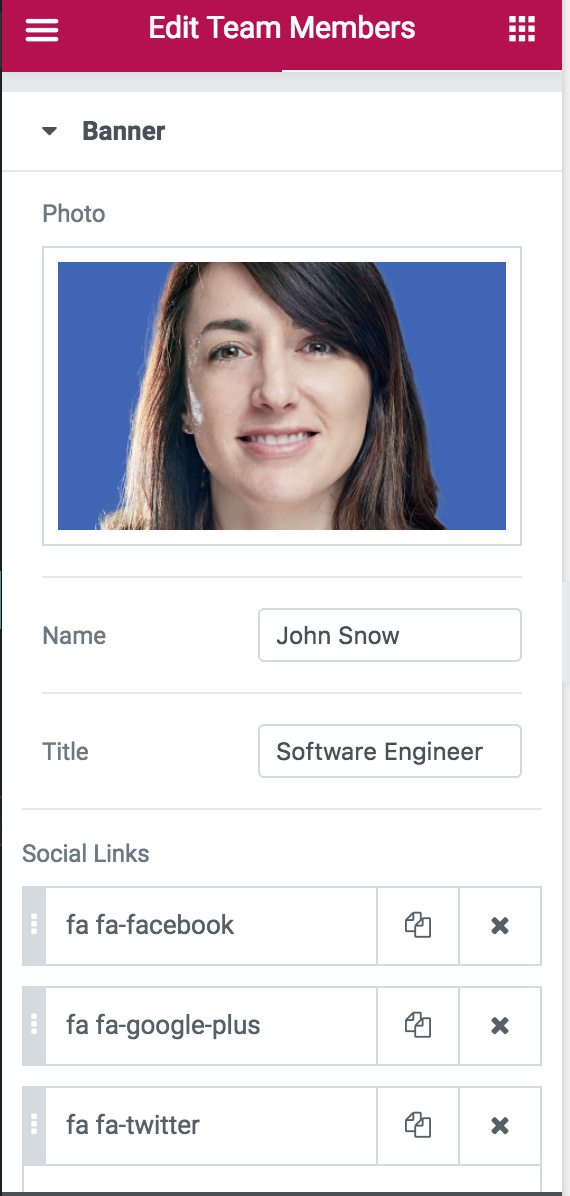 Edit Team Members
Banner
Photo
Name
John Snow
Title
Software Engineer
Social Links
fa fa-facebook
fa fa-google-plus
fa fa-twitter